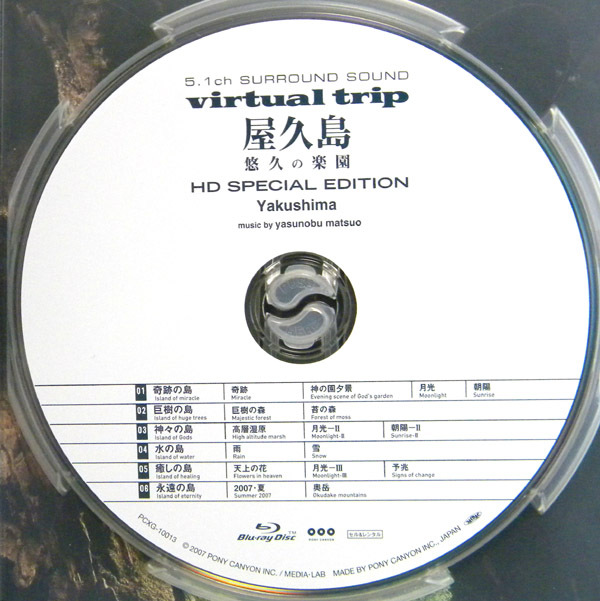 5.1ch SURROUND SOUND
virtual trip
屋久島
悠久の楽園
HD SPECIAL EDITION
Yakushima
music by yasunobu matsuo
01 奇跡の島 奇跡 神の園夕景 月光 朝陽
Island of miracle Miracle Evening scene of God's garden Moonlight Sunrise
02 巨樹の島 巨樹の森 苔の森
Island of huge trees Majestic forest Forest of moss
03 神々の島 高層湿原 月光-II 朝陽-II
Island of Gods High altitude marsh Moonlight-II Sunrise-II
04 水の島 雨 雪
Island of water Rain Snow
05 癒しの島 天上の花 月光-III 予兆
Island of healing Flowers in heaven Moonlight-III Signs of change
06 永遠の島 2007・夏 奥岳
Island of eternity Summer 2007 Okudake mountains
Blu-ray Disc™ PONY CANYON セル&レンタル
PCXG-10013 © 2007 PONY CANYON INC. / MEDIA-LAB MADE BY PONY CANYON INC., JAPAN